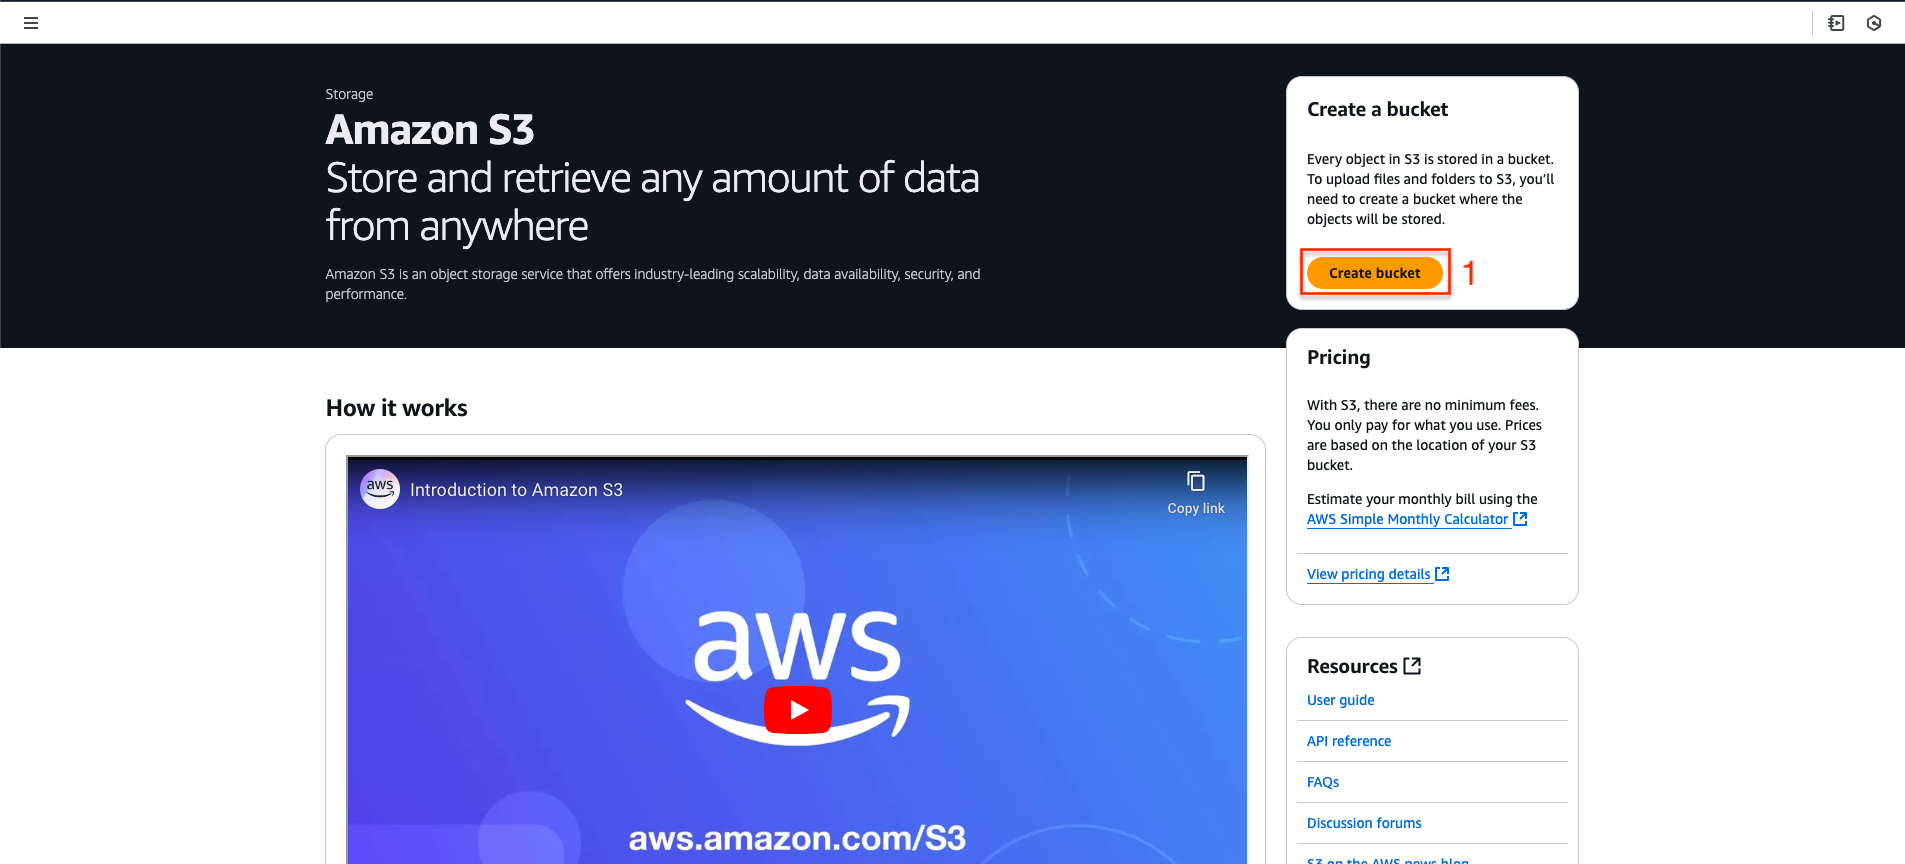 Storage
Amazon S3
Store and retrieve any amount of data
from anywhere
Amazon S3 is an object storage service that offers industry-leading scalability, data availability, security, and
performance.
Create a bucket
Every object in S3 is stored in a bucket.
To upload files and folders to S3, you'll
need to create a bucket where the
objects will be stored.
Create bucket 1
Pricing
With S3, there are no minimum fees.
You only pay for what you use. Prices
are based on the location of your S3
bucket.
Estimate your monthly bill using the
AWS Simple Monthly Calculator
View pricing details
How it works
aws
Introduction to Amazon S3
Copy link
aws
aws.amazon.com/S3
Resources
User guide
API reference
FAQs
Discussion forums
S3 on the AWS news blog